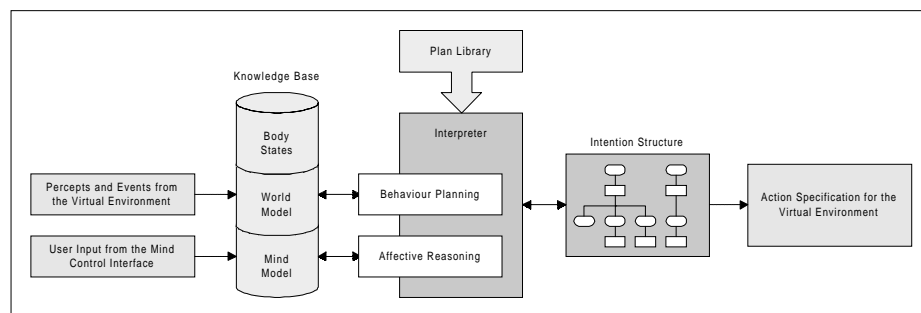 Plan Library
Knowledge Base
Body
States
Interpreter
Intention Structure
Percepts and Events from
the Virtual Environment
World
Model
Behaviour Planning
Action Specification for the
Virtual Environment
User Input from the Mind
Control Interface
Mind
Model
Affective Reasoning